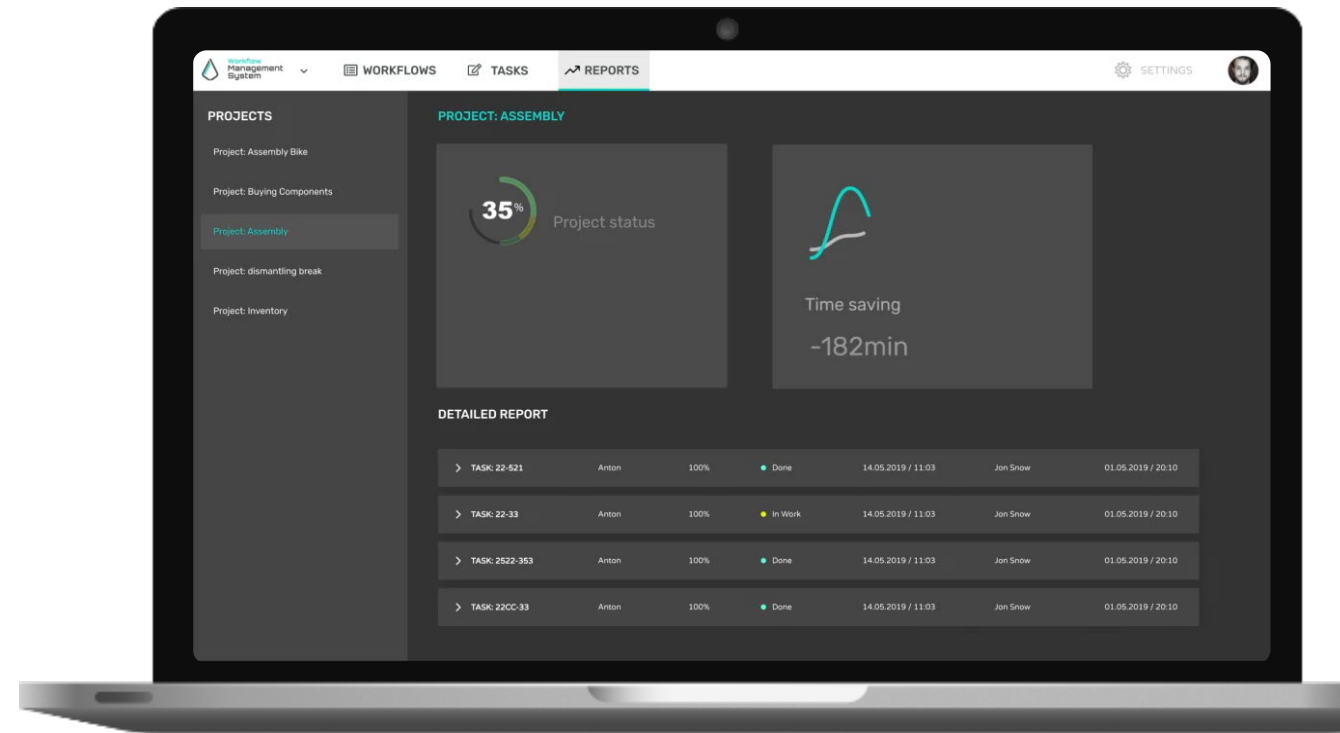 Workflow
Management
System
WORKFLOWS
TASKS
REPORTS
SETTINGS
PROJECTS
Project: Assembly Bike
Project: Buying Components
Project: Assembly
Project: dismantling break
Project: Inventory
PROJECT: ASSEMBLY
35%
Project status
Time saving
-182min
DETAILED REPORT
TASK: 22-521 Anton 100% Done 14.05.2019 / 11:03 Jon Snow 01.05.2019 / 20:10
TASK: 22-33 Anton 100% In Work 14.05.2019 / 11:03 Jon Snow 01.05.2019 / 20:10
TASK: 2522-353 Anton 100% Done 14.05.2019 / 11:03 Jon Snow 01.05.2019 / 20:10
TASK: 22CC-33 Anton 100% Done 14.05.2019 / 11:03 Jon Snow 01.05.2019 / 20:10